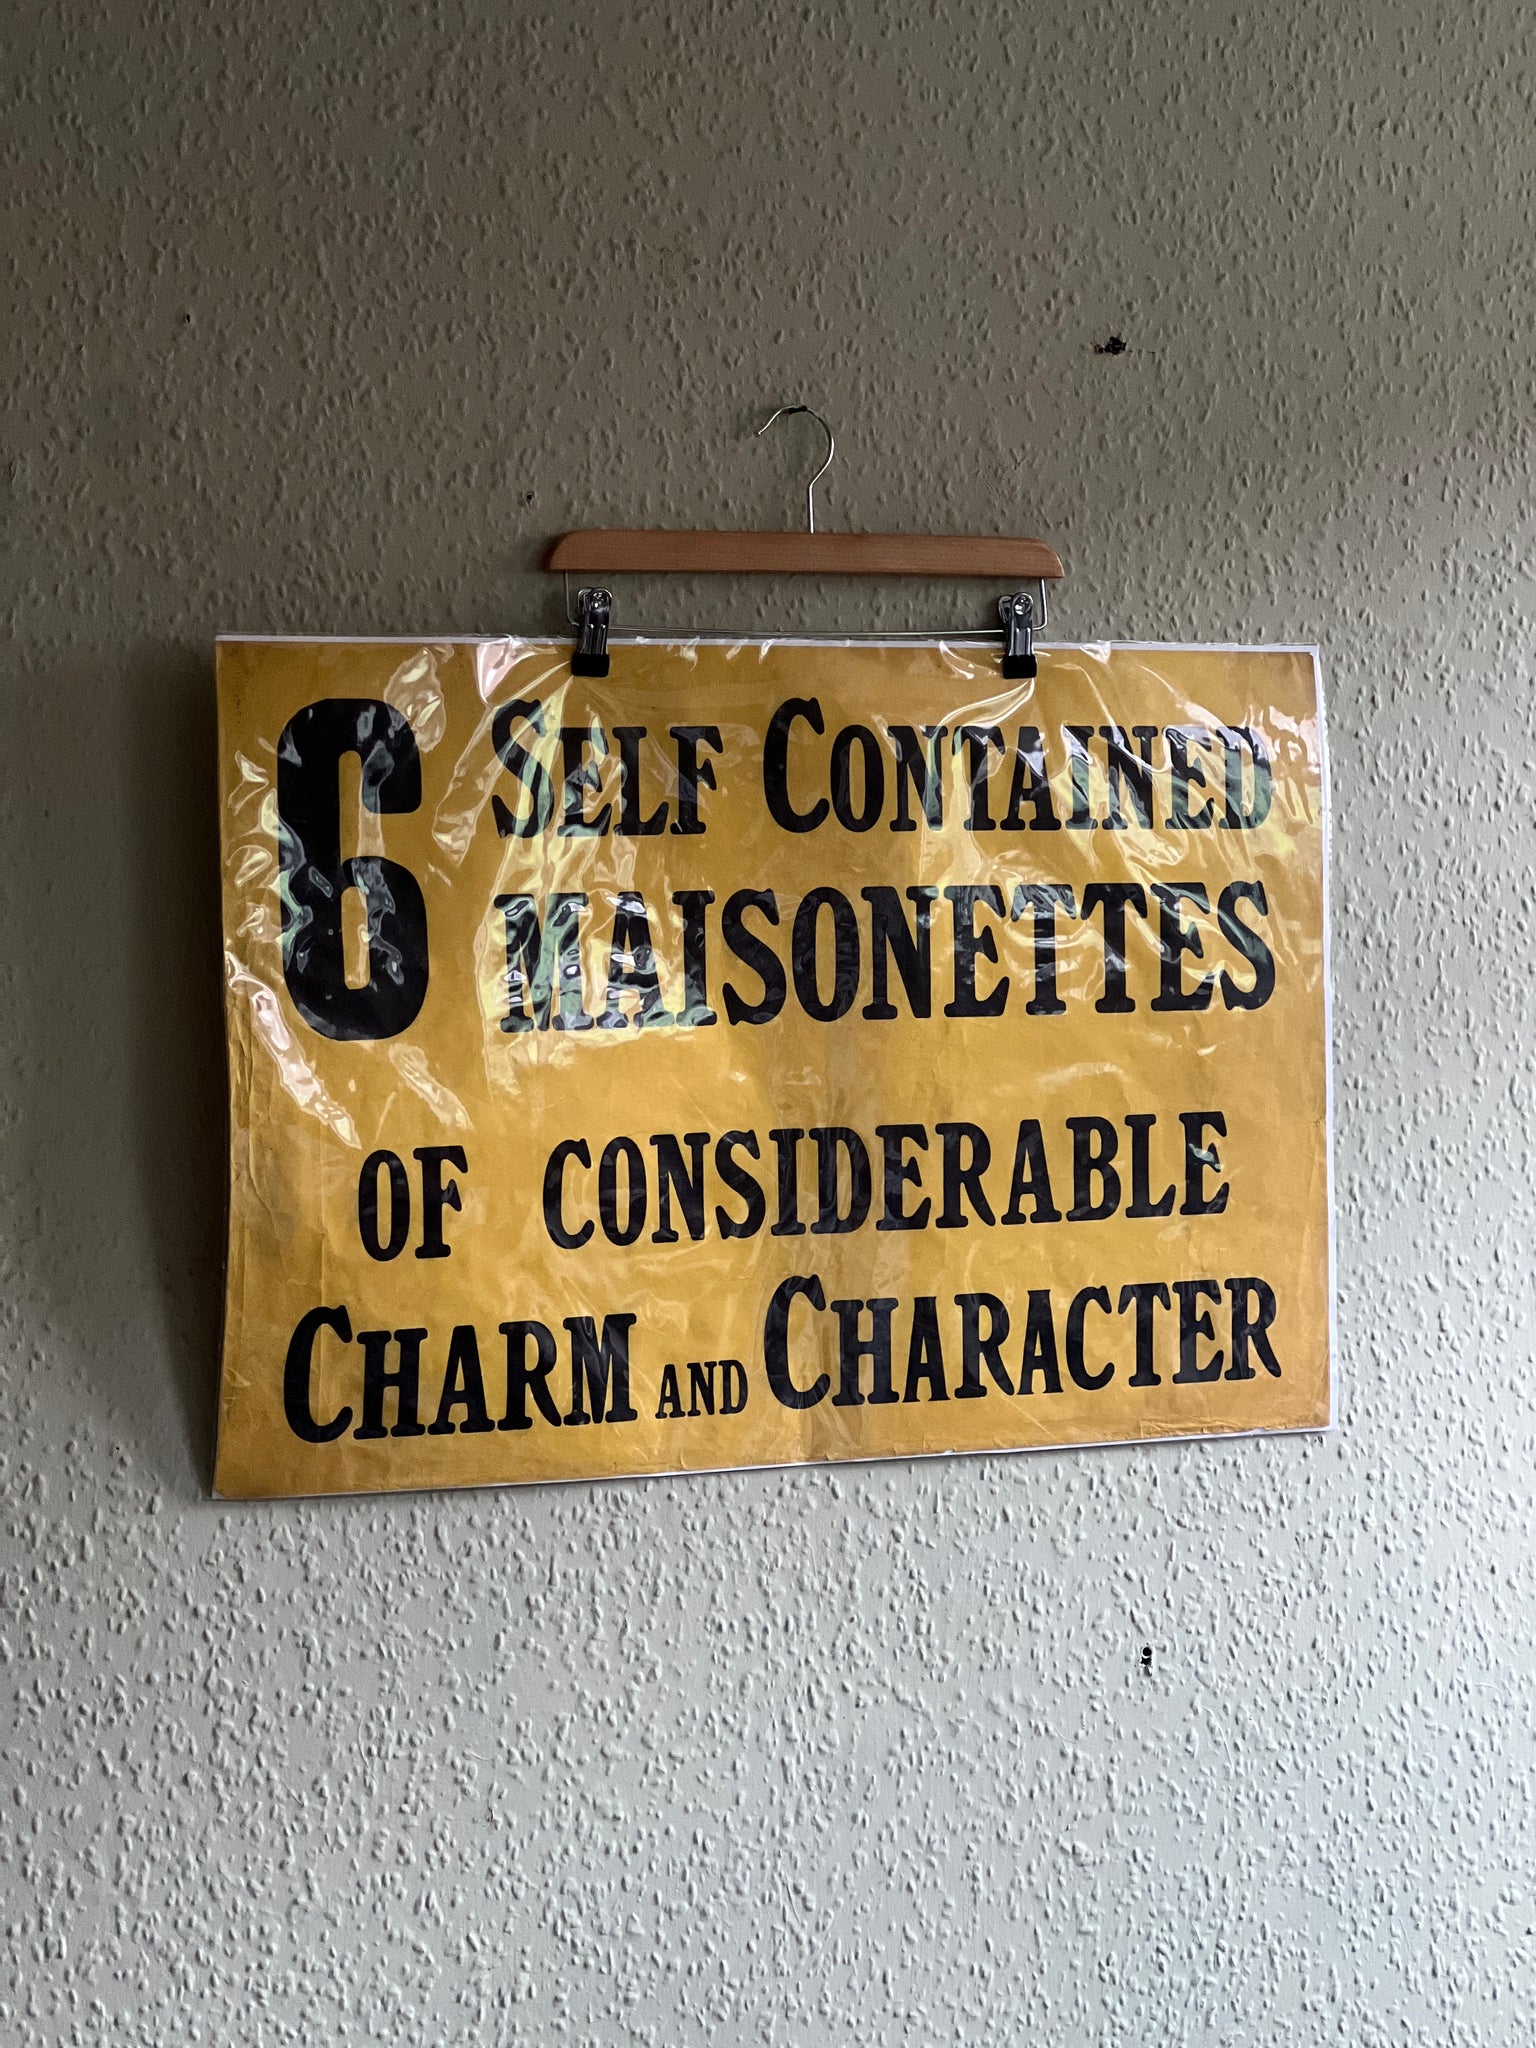 6 SELF CONTAINED
MAISONETTES
OF CONSIDERABLE
CHARM AND CHARACTER